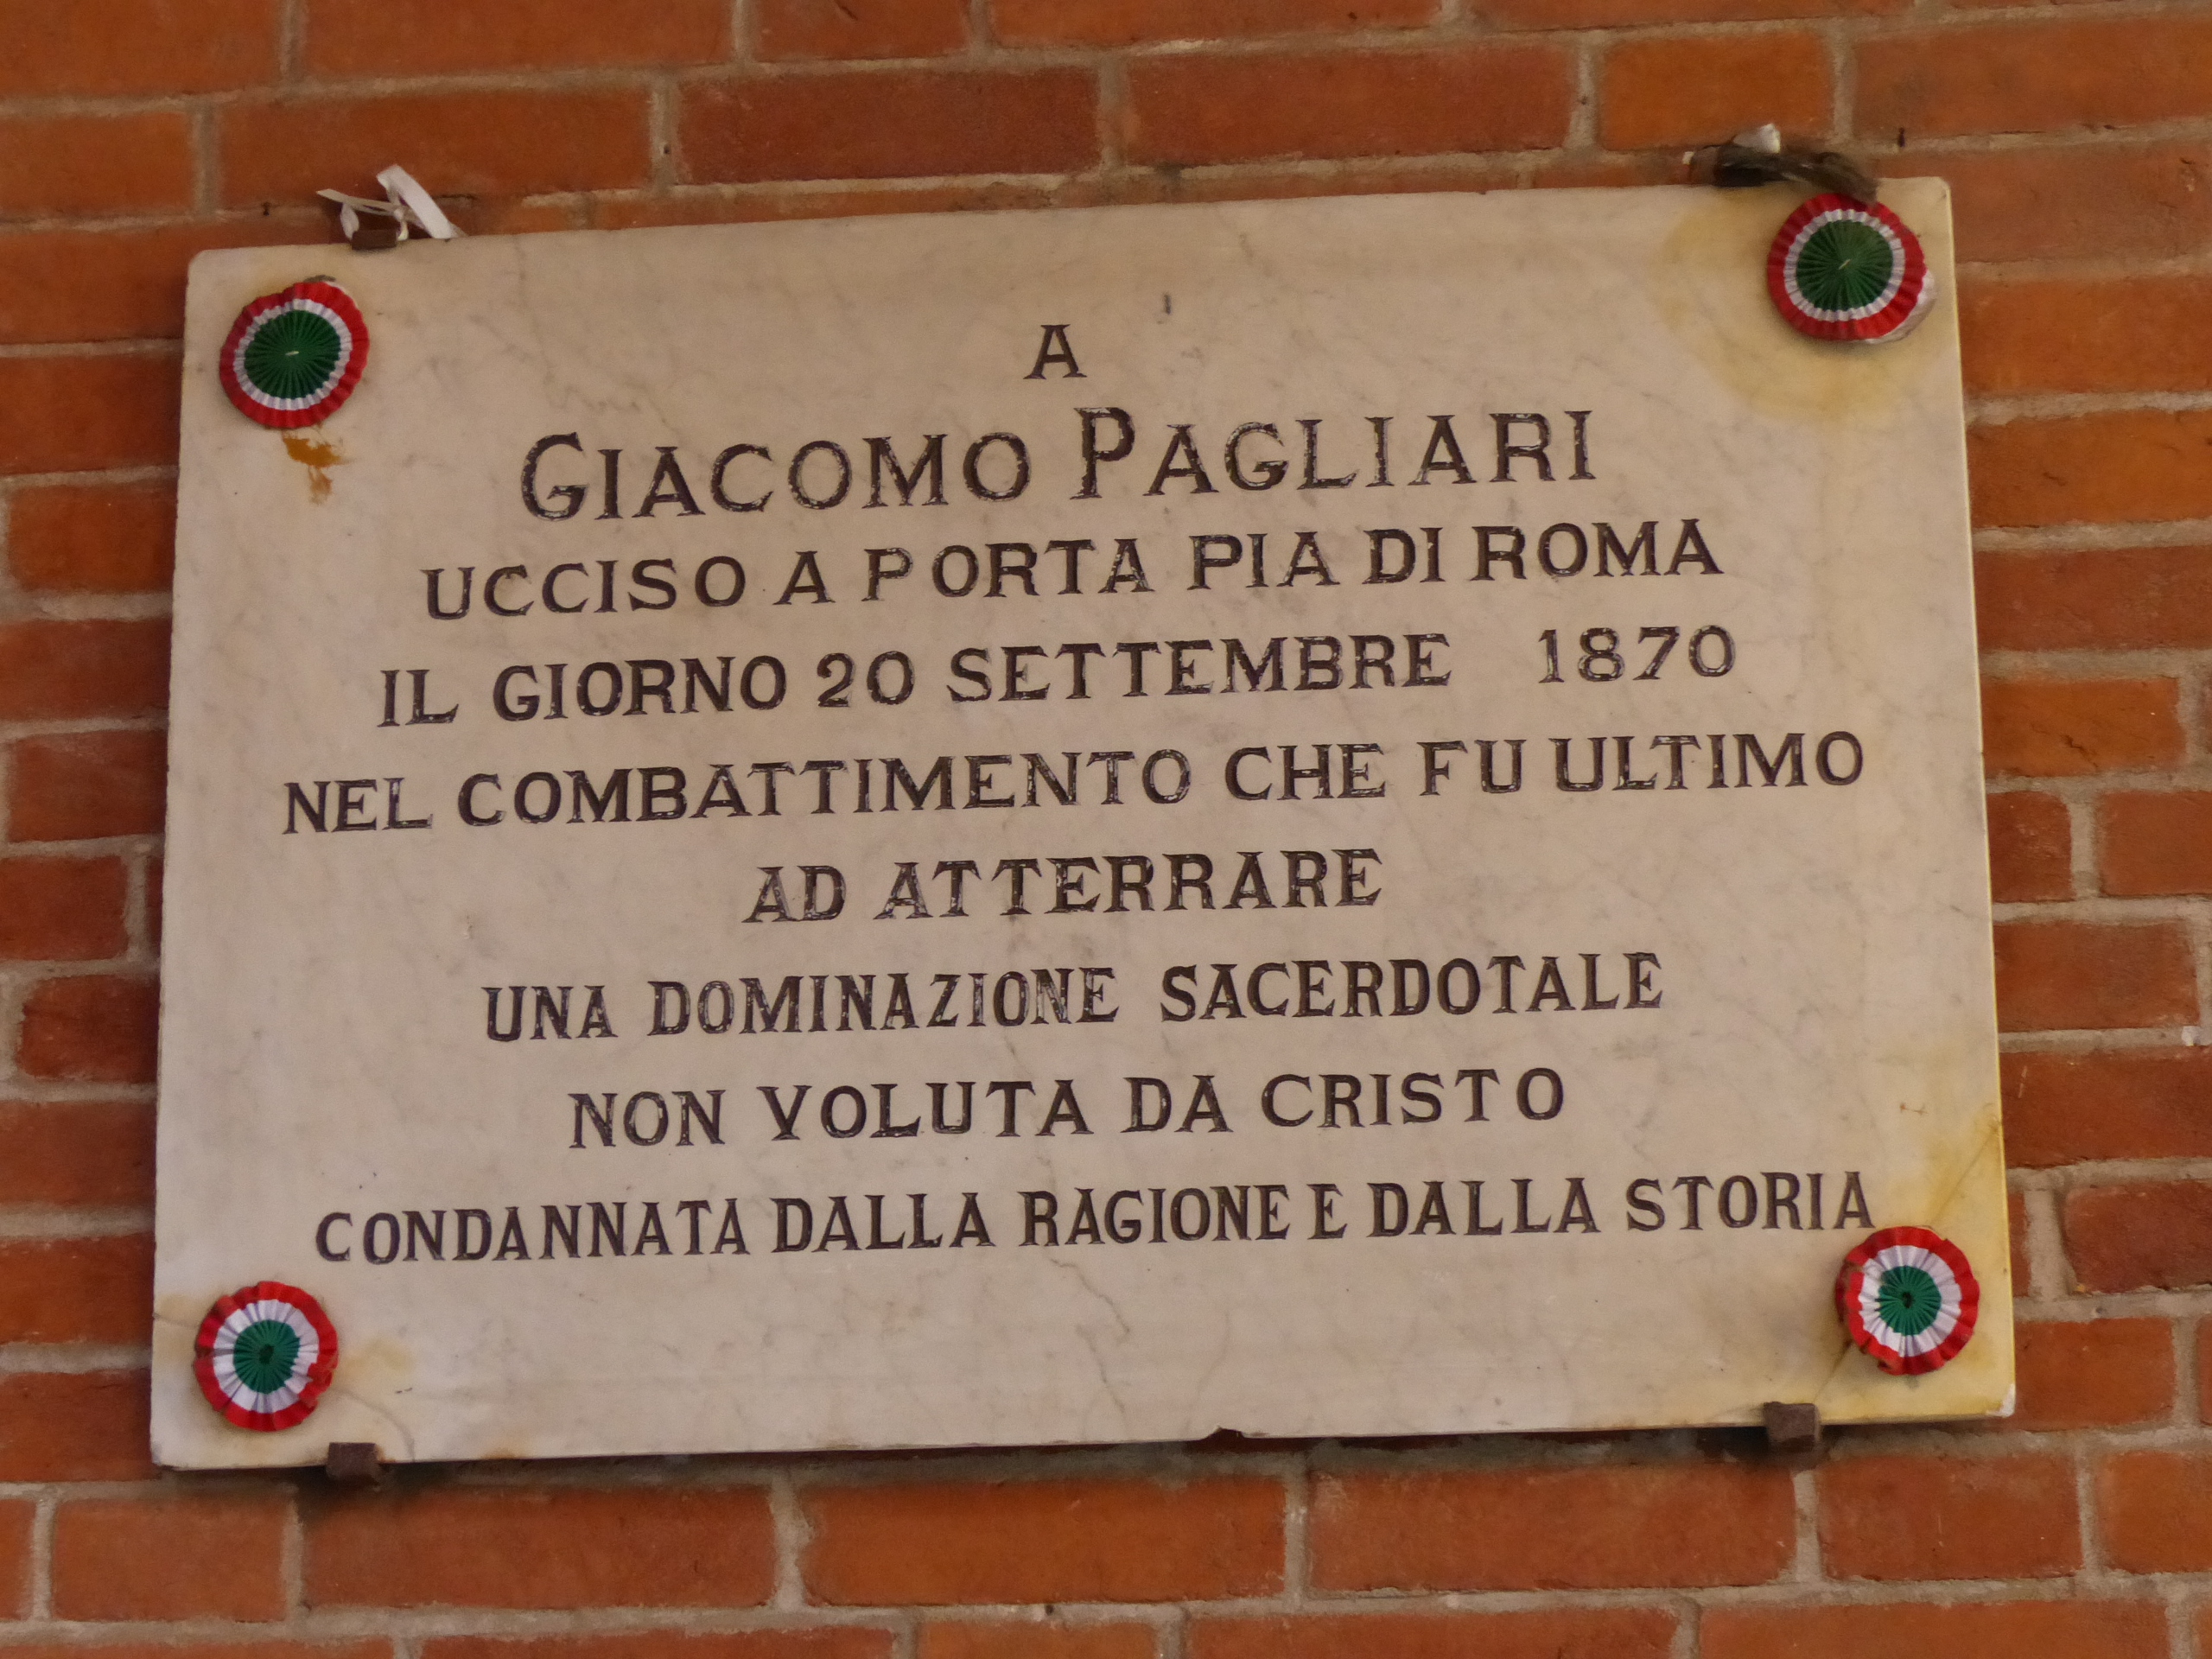 A
GIACOMO PAGLIARI
UCCISO A PORTA PIA DI ROMA
IL GIORNO 20 SETTEMBRE 1870
NEL COMBATTIMENTO CHE FU ULTIMO
AD ATTERRARE
UNA DOMINAZIONE SACERDOTALE
NON VOLUTA DA CRISTO
CONDANNATA DALLA RAGIONE E DALLA STORIA